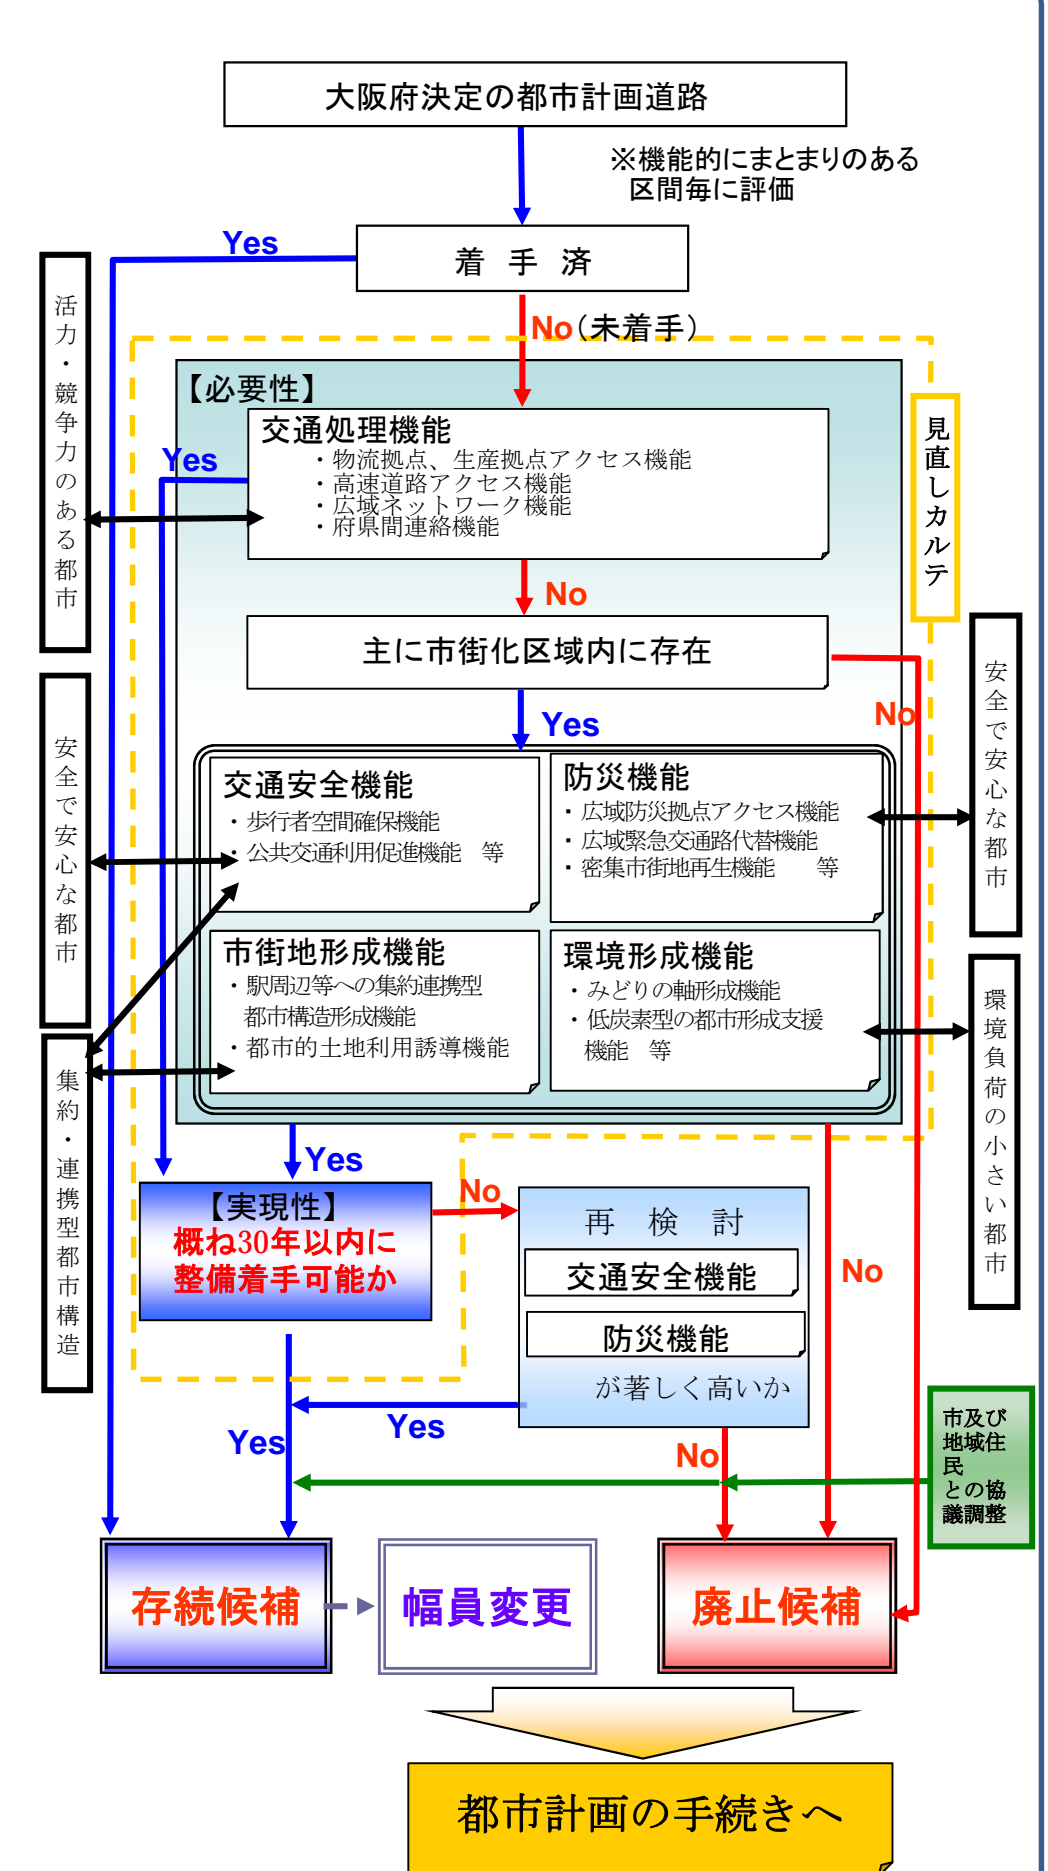 大阪府決定の都市計画道路
※機能的にまとまりのある
区間毎に評価
着 手 済
Yes
No（未着手）
活力・競争力のある都市
安全で安心な都市
集約・連携型都市構造
見直しカルテ
安全で安心な都市
環境負荷の小さい都市
【必要性】
交通処理機能
・物流拠点、生産拠点アクセス機能
・高速道路アクセス機能
・広域ネットワーク機能
・府県間連絡機能
Yes
No
主に市街化区域内に存在
No
Yes
交通安全機能
・歩行者空間確保機能
・公共交通利用促進機能　等
防災機能
・広域防災拠点アクセス機能
・広域緊急交通路代替機能
・密集市街地再生機能　　等
市街地形成機能
・駅周辺等への集約連携型
都市構造形成機能
・都市的土地利用誘導機能
環境形成機能
・みどりの軸形成機能
・低炭素型の都市形成支援
機能　等
Yes
No
【実現性】
概ね30年以内に
整備着手可能か
再　検　討
交通安全機能
防災機能
が著しく高いか
No
Yes
Yes
No
市及び
地域住
民
との協
議調整
存続候補
幅員変更
廃止候補
都市計画の手続きへ